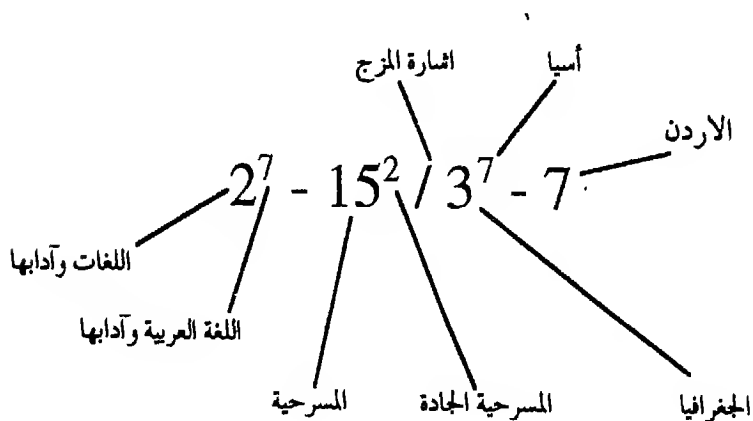 اشارة المزج
أسيا
الاردن
2⁷ - 15² / 3⁷ - 7
اللغات وآدابها
اللغة العربية وآدابها
المسرحية
المسرحية الجادة
الجغرافيا